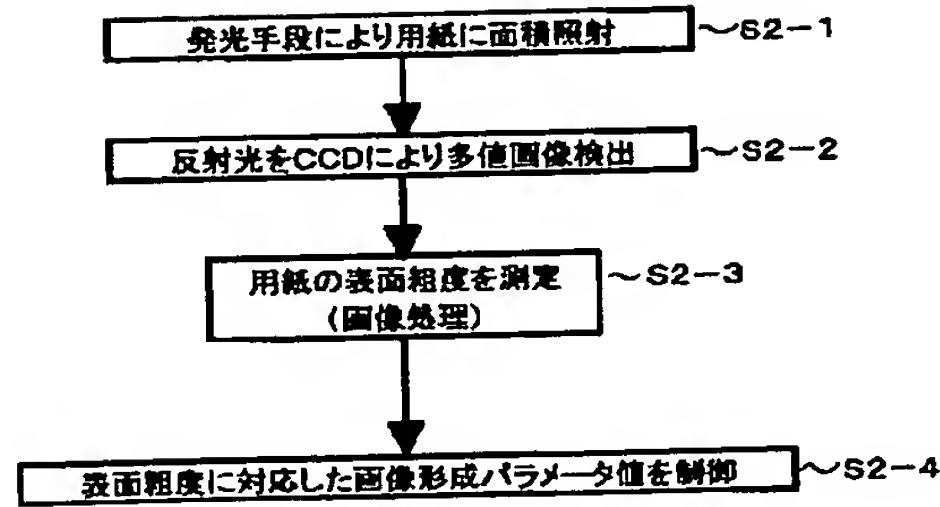 発光手段により用紙に面積照射 ～S2－1
反射光をCCDにより多値画像検出 ～S2－2
用紙の表面粗度を測定 ～S2－3
(画像処理)
表面粗度に対応した画像形成パラメータ値を制御 ～S2－4